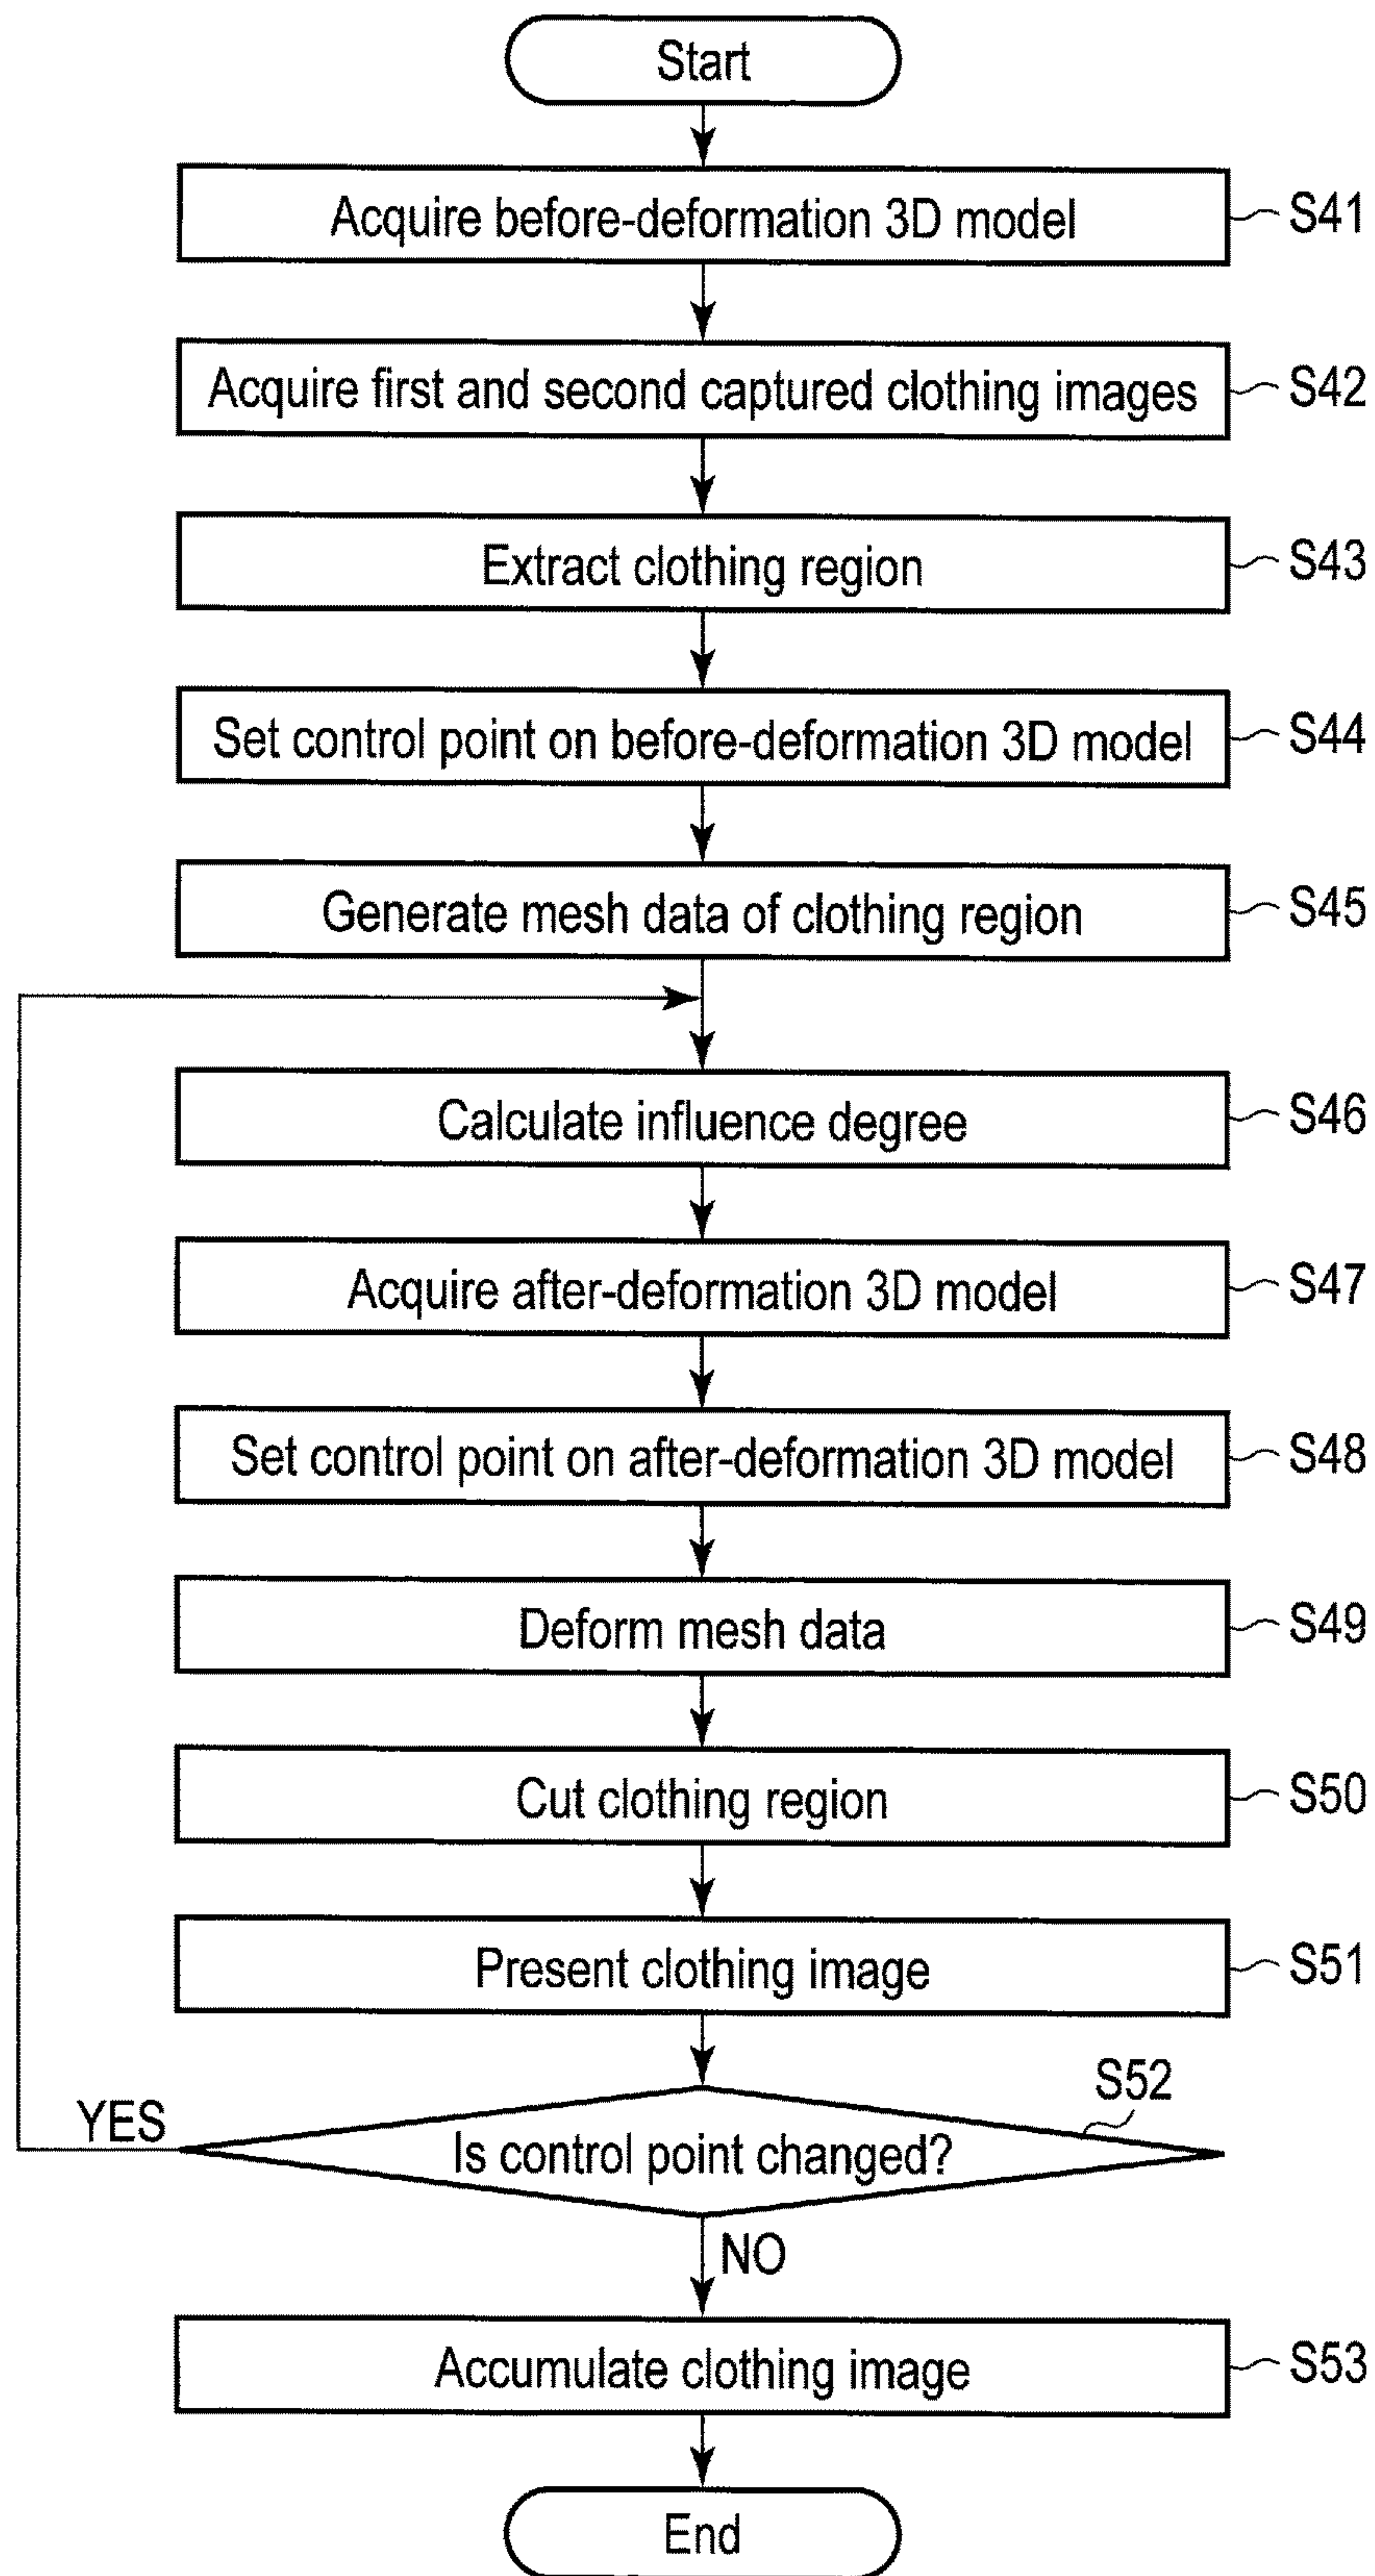 Start
Acquire before-deformation 3D model
S41
Acquire first and second captured clothing images
S42
Extract clothing region
S43
Set control point on before-deformation 3D model
S44
Generate mesh data of clothing region
S45
Calculate influence degree
S46
Acquire after-deformation 3D model
S47
Set control point on after-deformation 3D model
S48
Deform mesh data
S49
Cut clothing region
S50
Present clothing image
S51
S52
YES
Is control point changed?
NO
Accumulate clothing image
S53
End